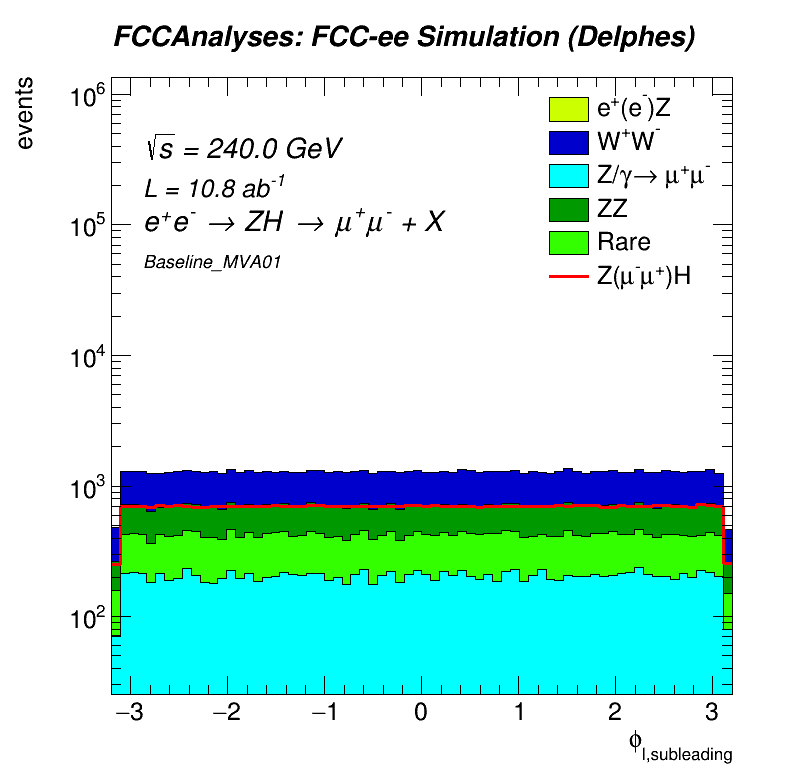 FCCAnalyses: FCC-ee Simulation (Delphes)
events
10⁶
10⁵
10⁴
10³
10²
√s = 240.0 GeV
L = 10.8 ab⁻¹
e⁺e⁻ → ZH → μ⁺μ⁻ + X
Baseline_MVA01
e⁺(e⁻)Z
W⁺W⁻
Z/γ→ μ⁺μ⁻
ZZ
Rare
Z(μ⁻μ⁺)H
−3 −2 −1 0 1 2 3
ϕl,subleading